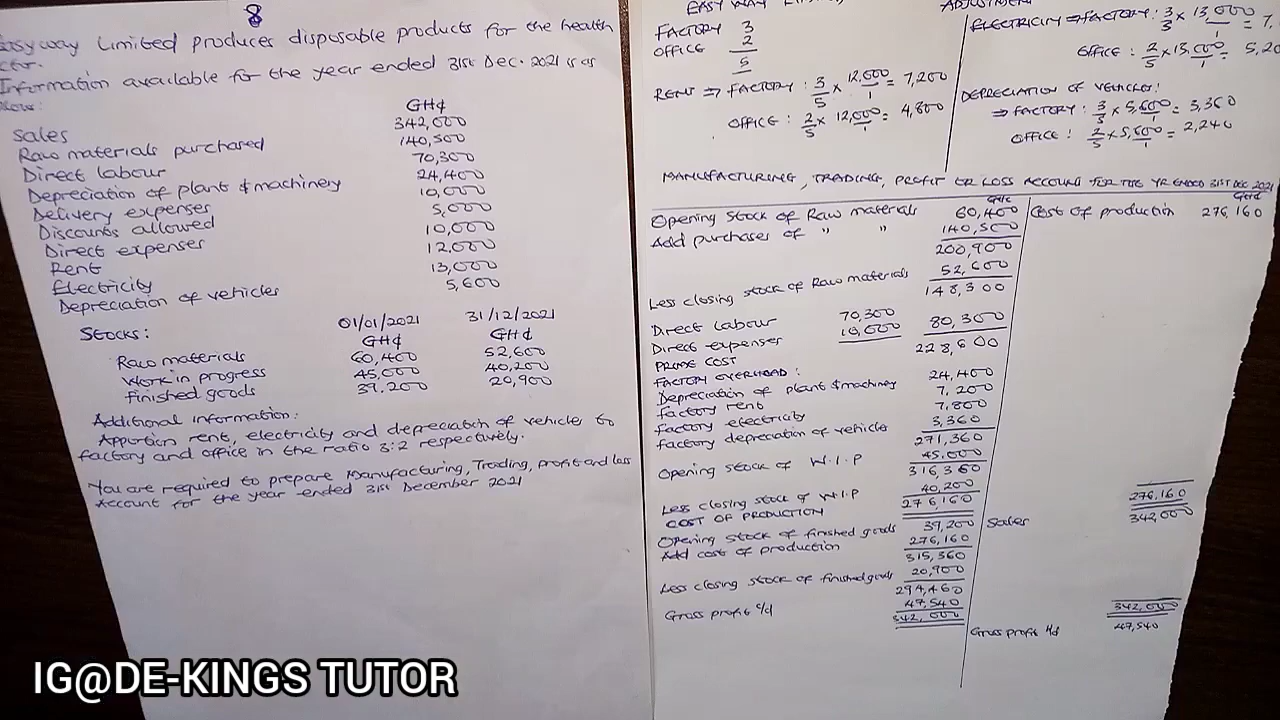 8
Easyway Limited produces disposable products for the health
Information available for the year ended 31st Dec. 2021 is as
GH¢
Sales 342,000
Raw materials purchased 140,500
Direct labour 70,300
Depreciation of plant & machinery 24,400
Delivery expenses 10,000
Discounts allowed 5,000
Direct expenses 10,000
Rent 12,000
Electricity 13,000
Depreciation of vehicles 5,600
Stocks: 01/01/2021 31/12/2021
GH¢ GH¢
Raw materials 60,400 52,600
Work in progress 45,000 40,200
Finished goods 39,200 20,900
Additional information:
Apportion rent, electricity and depreciation of vehicles to
factory and office in the ratio 3:2 respectively.
You are required to prepare Manufacturing, Trading, profit and loss
Account for the year ended 31st December 2021
EASY WAY
FACTORY 3
OFFICE 2
5
RENT ⇒ FACTORY: 3/5 × 12,000/1 = 7,200
OFFICE: 2/5 × 12,000/1 = 4,800
ADJUSTMENT
ELECTRICITY ⇒ FACTORY: 3/5 × 13,000/1 = 7,
OFFICE: 2/5 × 13,000/1 = 5,20
DEPRECIATION OF VEHICLES:
⇒ FACTORY: 3/5 × 5,600/1 = 3,360
OFFICE: 2/5 × 5,600/1 = 2,240
MANUFACTURING, TRADING, PROFIT OR LOSS ACCOUNT FOR THE YR ENDED 31ST DEC 2021
GH¢ GH¢
Opening stock of Raw materials 60,400 Cost of production 276,160
Add purchases of " " 140,500
200,900
Less closing stock of Raw materials 52,600
148,300
Direct labour 70,300
Direct expenses 10,000 80,300
PRIME COST 228,600
FACTORY OVERHEAD:
Depreciation of plant & machinery 24,400
Factory rent 7,200
Factory electricity 7,800
Factory depreciation of vehicle 3,360
271,360
Opening stock of W.I.P 45,000
316,360
Less closing stock of W.I.P 40,200
COST OF PRODUCTION 276,160 276,160
Opening stock of finished goods 39,200 Sales 342,000
Add cost of production 276,160
315,360
Less closing stock of finished goods 20,900
294,460
Gross profit c/d 47,540
342,000 342,000
Gross profit b/d 47,540
IG@DE-KINGS TUTOR